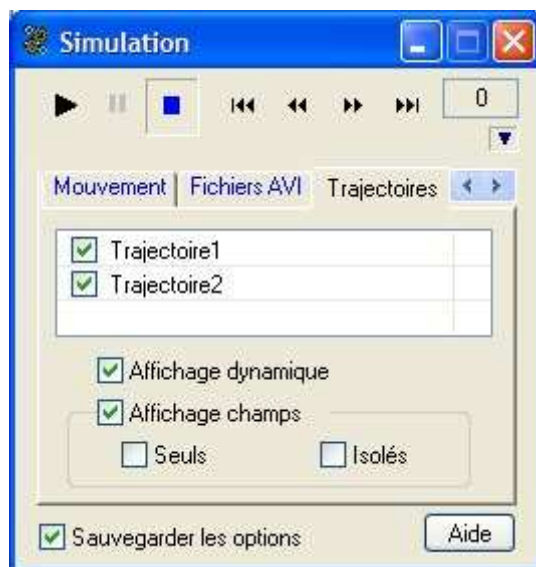 Simulation
0
Mouvement Fichiers AVI Trajectoires
Trajectoire1
Trajectoire2
Affichage dynamique
Affichage champs
Seuls Isolés
Sauvegarder les options Aide